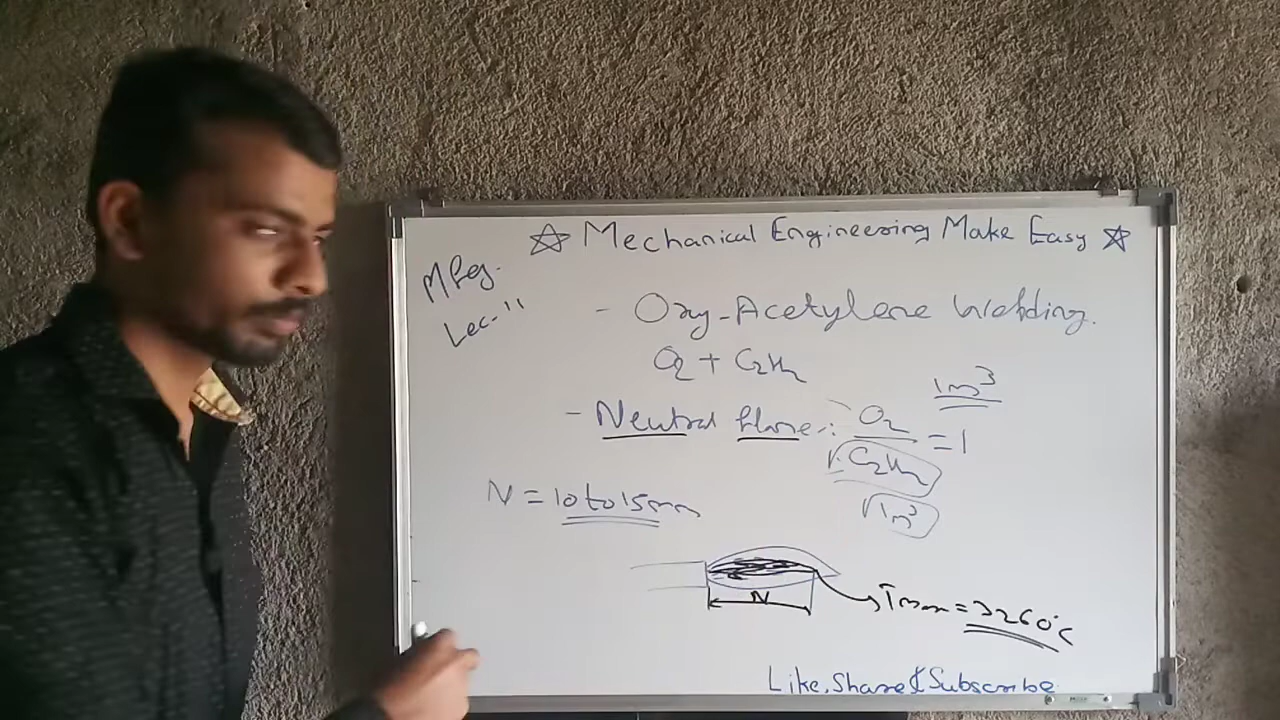 ☆ Mechanical Engineering Make Easy ☆
Mfg.
Lec-11
- Oxy-Acetylene Welding.
O2 + C2H2
1m³
- Neutral flame: O2
C2H2
= 1
1m³
N = 10 to 15mm
N
Tmax = 3260°C
Like, Share & Subscribe